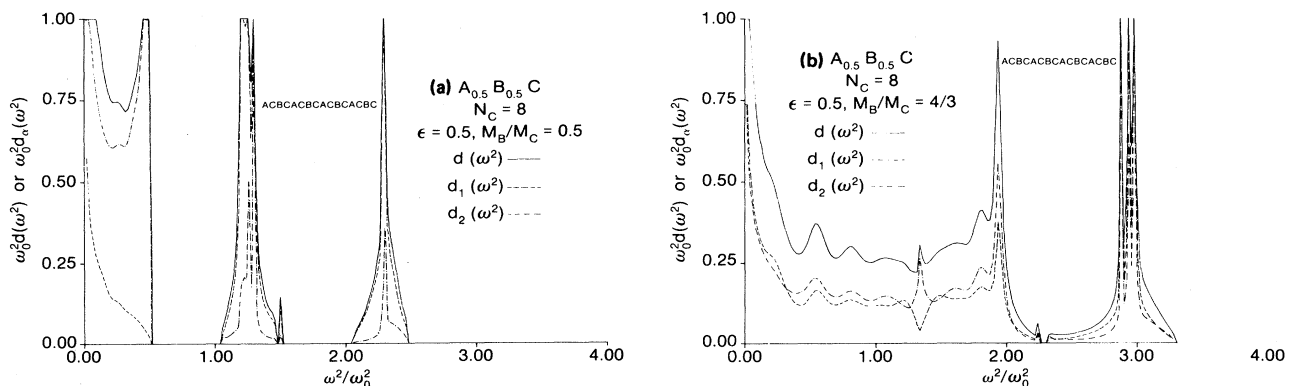 1.00
0.75
0.50
0.25
0.00
ω₀²d(ω²) or ω₀²dα(ω²)
(a) A₀.₅ B₀.₅ C
ACBCACBCACBCACBC
N_C = 8
ϵ = 0.5, M_B/M_C = 0.5
d (ω²)
d₁ (ω²)
d₂ (ω²)
0.00 1.00 2.00 3.00 4.00
ω²/ω₀²
1.00
0.75
0.50
0.25
0.00
ω₀²d(ω²) or ω₀²dα(ω²)
(b) A₀.₅ B₀.₅ C
ACBCACBCACBCACBC
N_C = 8
ϵ = 0.5, M_B/M_C = 4/3
d (ω²)
d₁ (ω²)
d₂ (ω²)
0.00 1.00 2.00 3.00 4.00
ω²/ω₀²